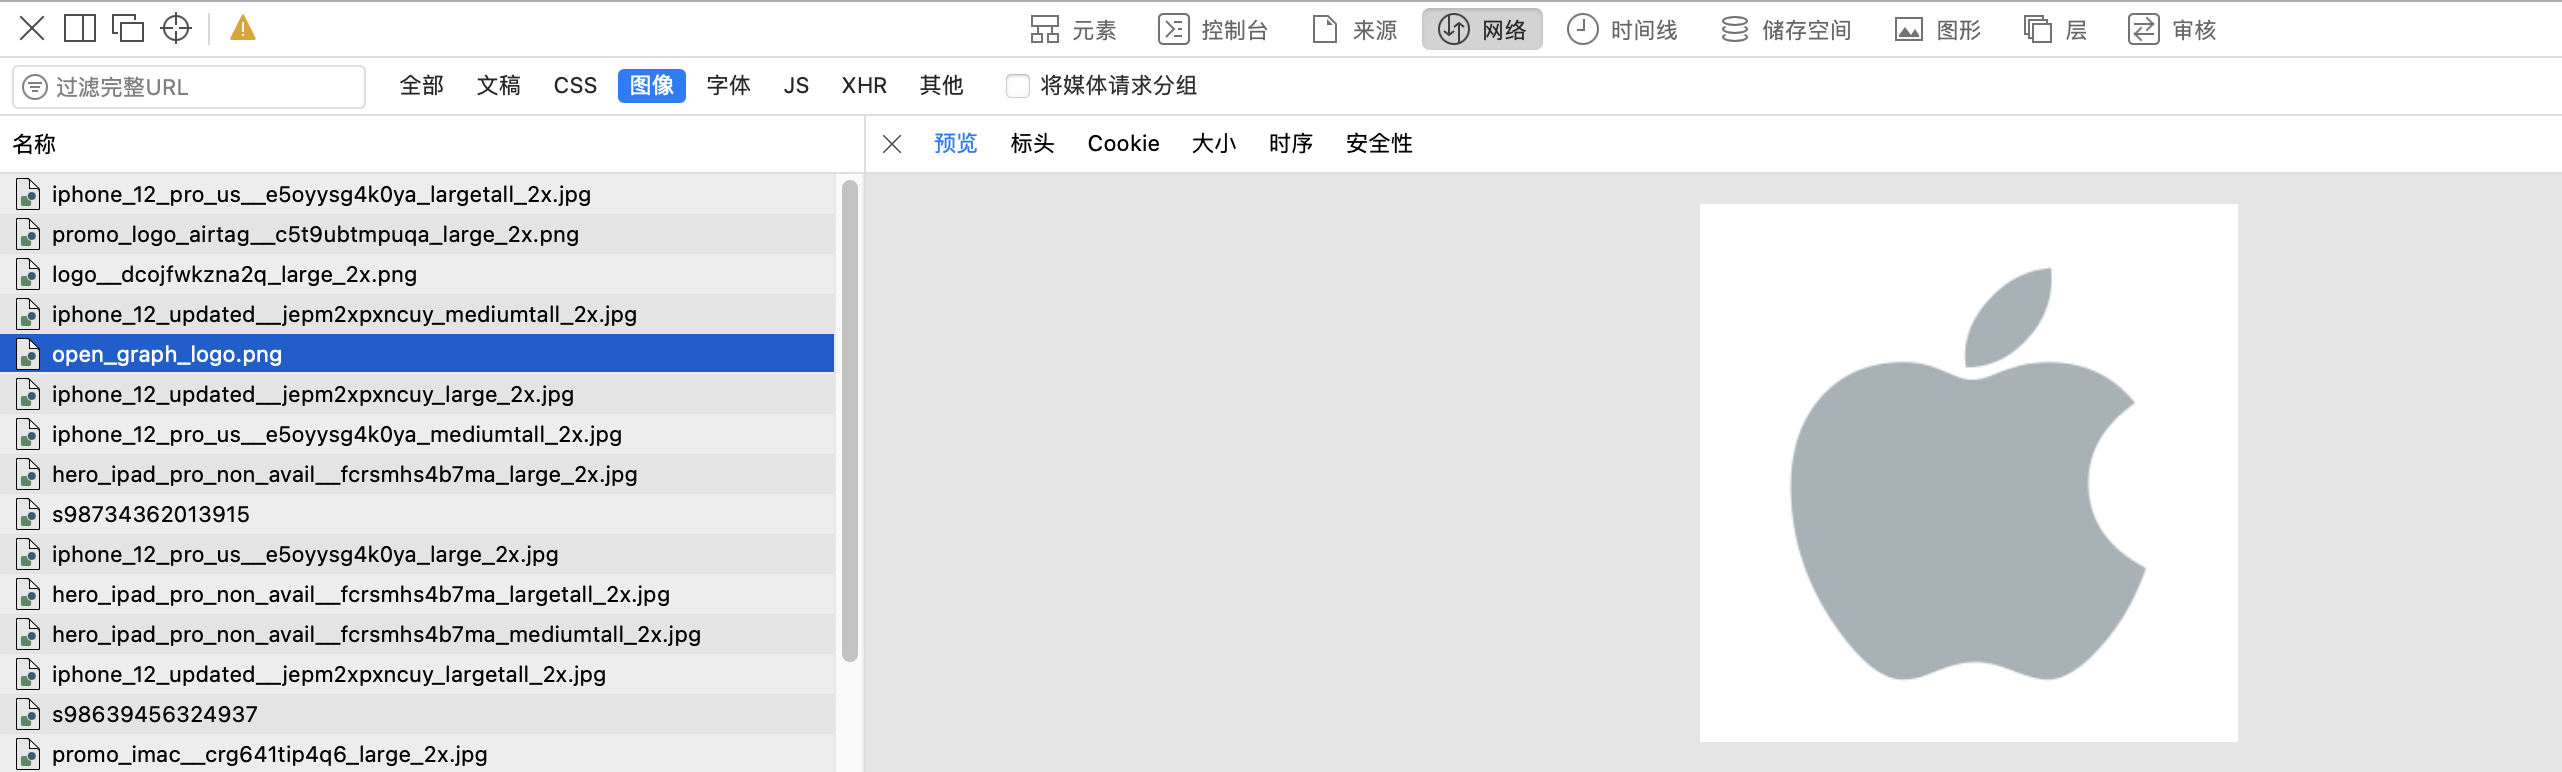 元素 控制台 来源 网络 时间线 储存空间 图形 层 审核
过滤完整URL 全部 文稿 CSS 图像 字体 JS XHR 其他 将媒体请求分组
名称 预览 标头 Cookie 大小 时序 安全性
iphone_12_pro_us__e5oyysg4k0ya_largetall_2x.jpg
promo_logo_airtag__c5t9ubtmpuqa_large_2x.png
logo__dcojfwkzna2q_large_2x.png
iphone_12_updated__jepm2xpxncuy_mediumtall_2x.jpg
open_graph_logo.png
iphone_12_updated__jepm2xpxncuy_large_2x.jpg
iphone_12_pro_us__e5oyysg4k0ya_mediumtall_2x.jpg
hero_ipad_pro_non_avail__fcrsmhs4b7ma_large_2x.jpg
s98734362013915
iphone_12_pro_us__e5oyysg4k0ya_large_2x.jpg
hero_ipad_pro_non_avail__fcrsmhs4b7ma_largetall_2x.jpg
hero_ipad_pro_non_avail__fcrsmhs4b7ma_mediumtall_2x.jpg
iphone_12_updated__jepm2xpxncuy_largetall_2x.jpg
s98639456324937
promo_imac__crg641tip4q6_large_2x.jpg